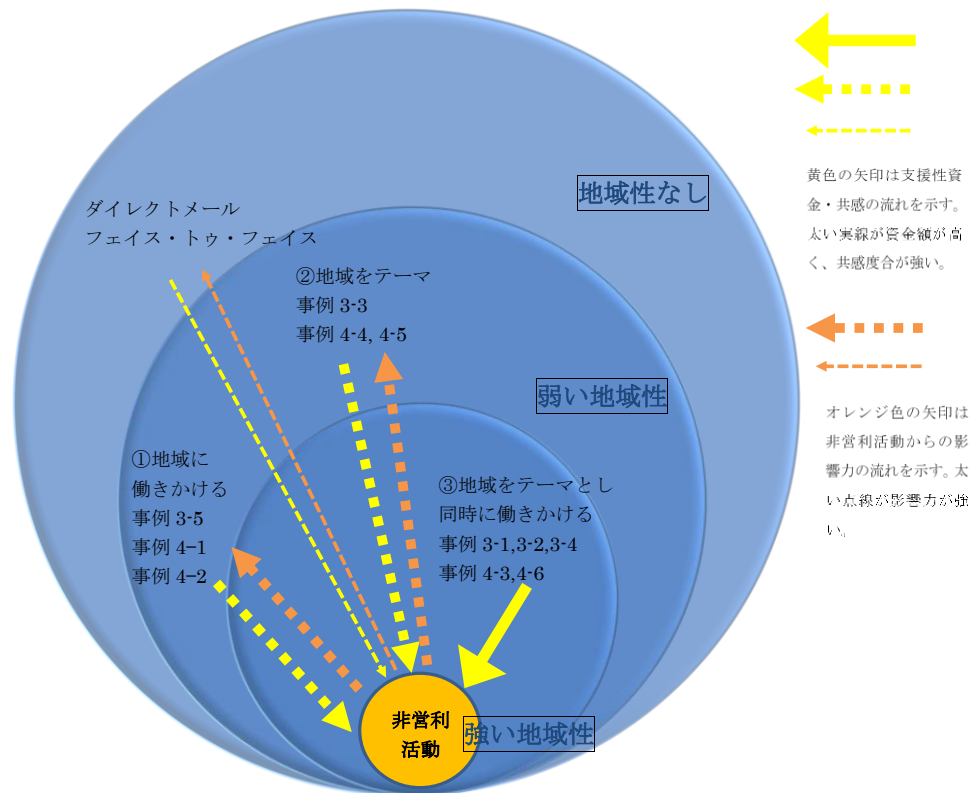 地域性なし
ダイレクトメール
フェイス・トゥ・フェイス
②地域をテーマ
事例 3-3
事例 4-4, 4-5
弱い地域性
①地域に
働きかける
事例 3-5
事例 4−1
事例 4−2
③地域をテーマとし
同時に働きかける
事例 3-1,3-2,3-4
事例 4-3,4-6
非営利
活動
強い地域性
黄色の矢印は支援性資
金・共感の流れを示す。
太い実線が資金額が高
く、共感度合が強い。
オレンジ色の矢印は
非営利活動からの影
響力の流れを示す。太
い点線が影響力が強
い。